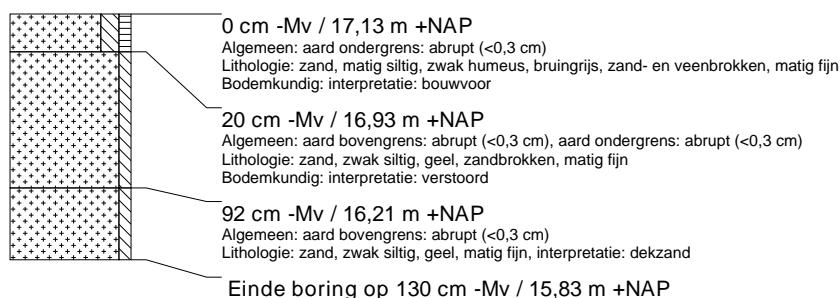 0 cm -Mv / 17,13 m +NAP
Algemeen: aard ondergrens: abrupt (<0,3 cm)
Lithologie: zand, matig siltig, zwak humeus, bruingrijs, zand- en veenbrokken, matig fijn
Bodemkundig: interpretatie: bouwvoor
20 cm -Mv / 16,93 m +NAP
Algemeen: aard bovengrens: abrupt (<0,3 cm), aard ondergrens: abrupt (<0,3 cm)
Lithologie: zand, zwak siltig, geel, zandbrokken, matig fijn
Bodemkundig: interpretatie: verstoord
92 cm -Mv / 16,21 m +NAP
Algemeen: aard bovengrens: abrupt (<0,3 cm)
Lithologie: zand, zwak siltig, geel, matig fijn, interpretatie: dekzand
Einde boring op 130 cm -Mv / 15,83 m +NAP